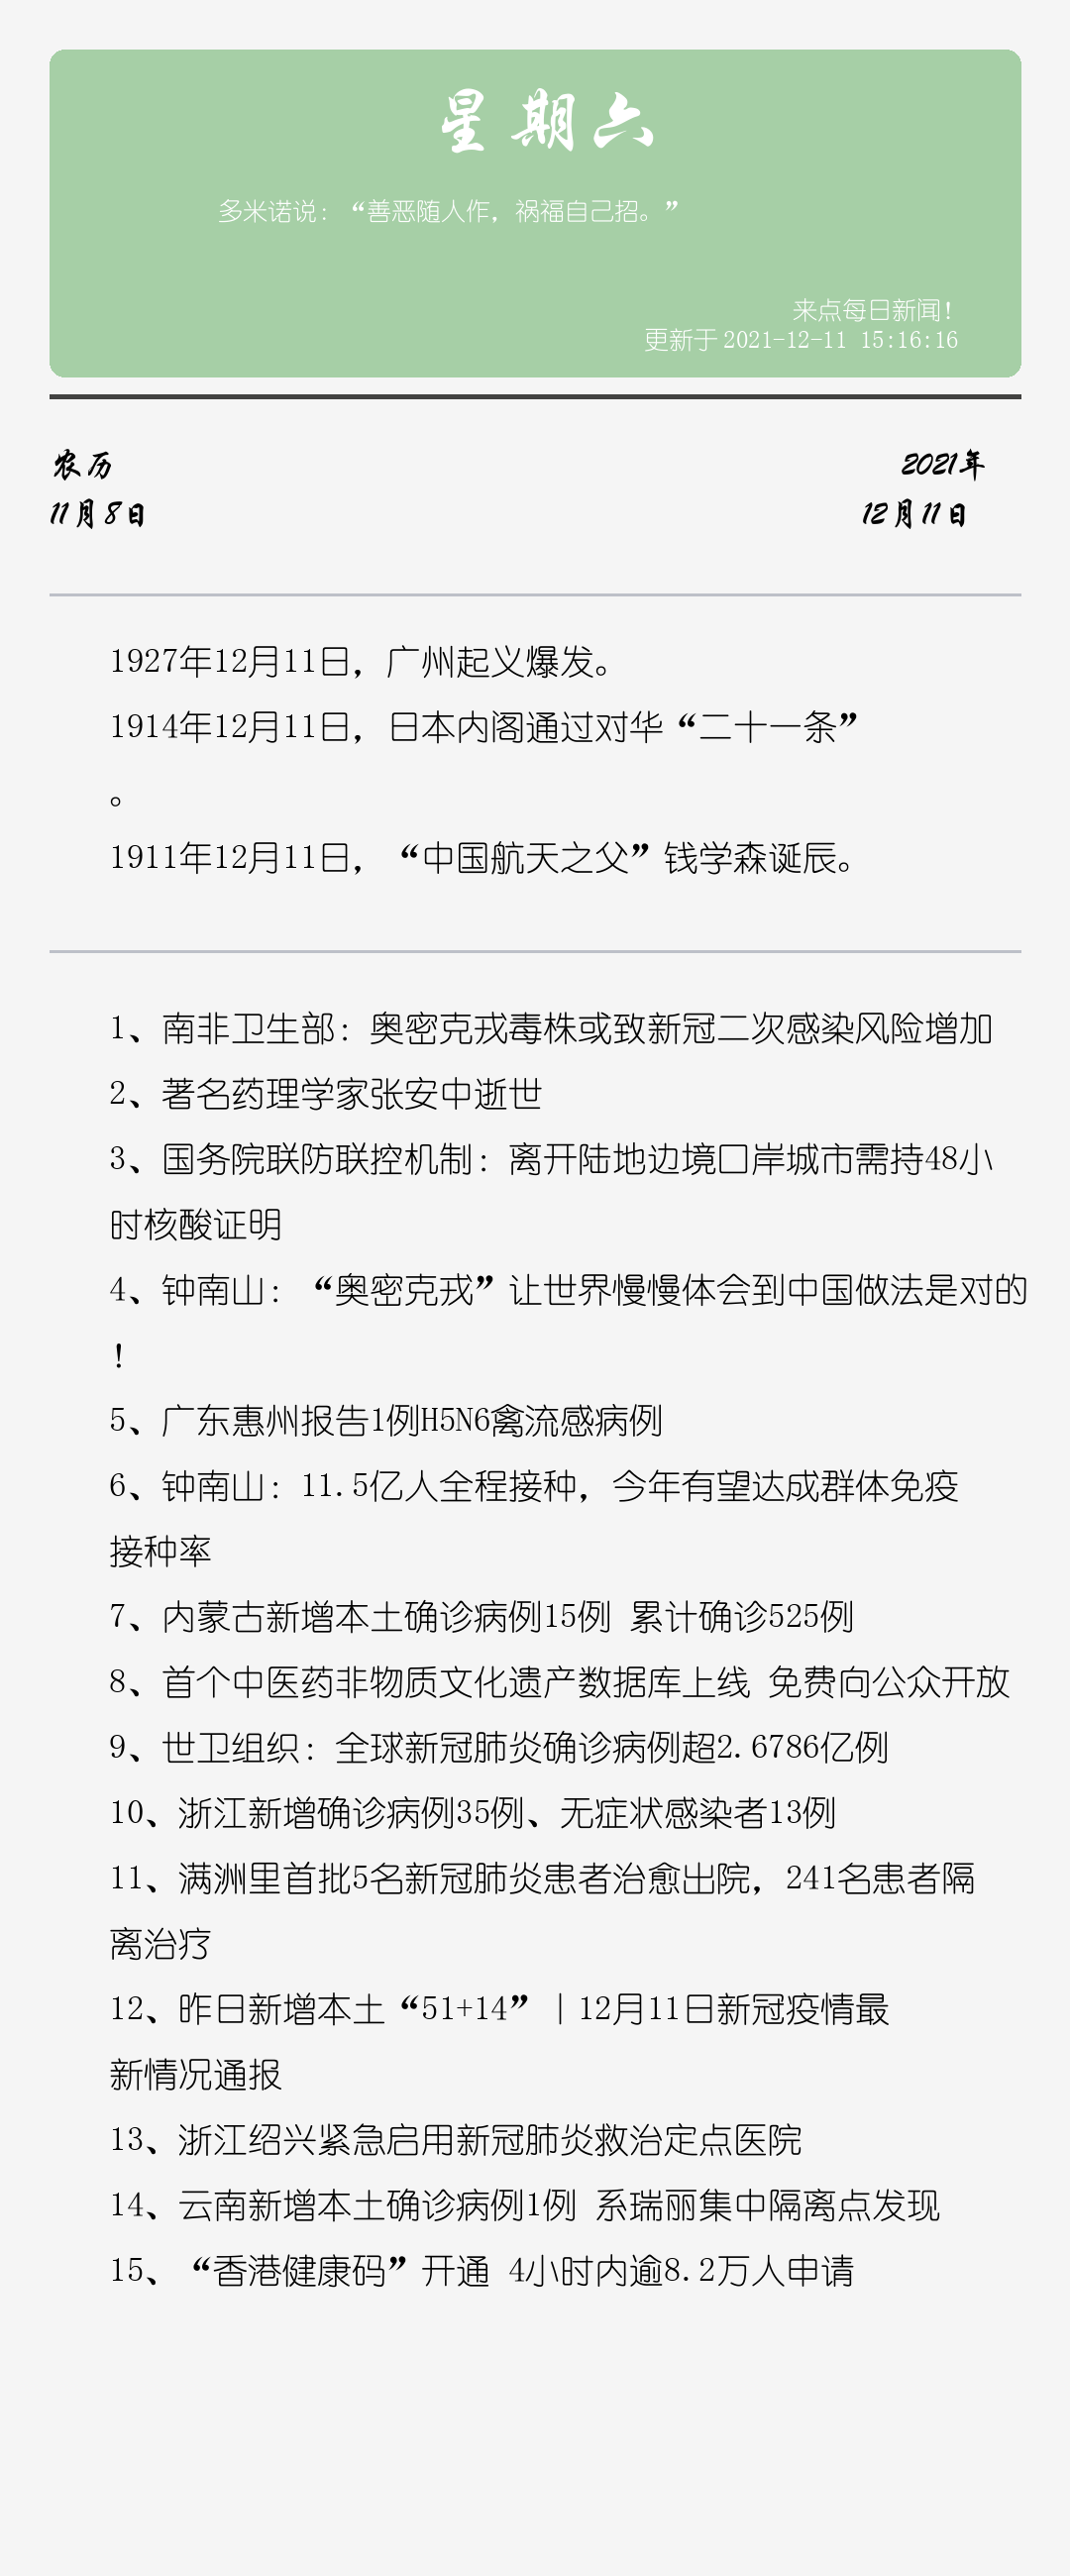 星期六
多米诺说：“善恶随人作，祸福自己招。”
来点每日新闻！
更新于 2021-12-11 15:16:16
农历
2021年
11月8日
12月11日
1927年12月11日，广州起义爆发。
1914年12月11日，日本内阁通过对华“二十一条”
。
1911年12月11日，“中国航天之父”钱学森诞辰。
1、南非卫生部：奥密克戎毒株或致新冠二次感染风险增加
2、著名药理学家张安中逝世
3、国务院联防联控机制：离开陆地边境口岸城市需持48小
时核酸证明
4、钟南山：“奥密克戎”让世界慢慢体会到中国做法是对的
！
5、广东惠州报告1例H5N6禽流感病例
6、钟南山：11.5亿人全程接种，今年有望达成群体免疫
接种率
7、内蒙古新增本土确诊病例15例 累计确诊525例
8、首个中医药非物质文化遗产数据库上线 免费向公众开放
9、世卫组织：全球新冠肺炎确诊病例超2.6786亿例
10、浙江新增确诊病例35例、无症状感染者13例
11、满洲里首批5名新冠肺炎患者治愈出院，241名患者隔
离治疗
12、昨日新增本土“51+14”｜12月11日新冠疫情最
新情况通报
13、浙江绍兴紧急启用新冠肺炎救治定点医院
14、云南新增本土确诊病例1例 系瑞丽集中隔离点发现
15、“香港健康码”开通 4小时内逾8.2万人申请